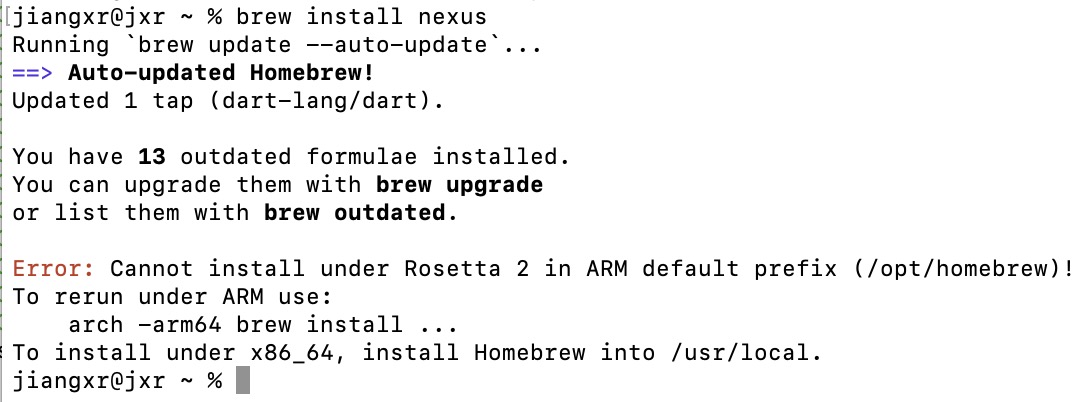 [jiangxr@jxr ~ % brew install nexus
Running `brew update --auto-update`...
==> Auto-updated Homebrew!
Updated 1 tap (dart-lang/dart).
You have 13 outdated formulae installed.
You can upgrade them with brew upgrade
or list them with brew outdated.
Error: Cannot install under Rosetta 2 in ARM default prefix (/opt/homebrew)!
To rerun under ARM use:
    arch -arm64 brew install ...
To install under x86_64, install Homebrew into /usr/local.
jiangxr@jxr ~ %